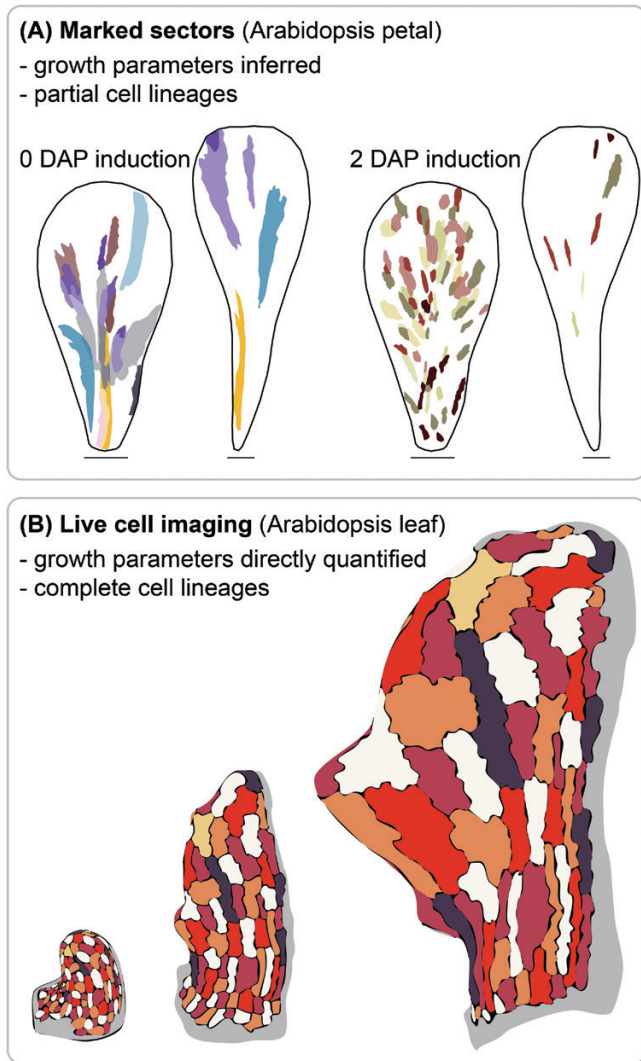 (A) Marked sectors (Arabidopsis petal)
- growth parameters inferred
- partial cell lineages
0 DAP induction
2 DAP induction
(B) Live cell imaging (Arabidopsis leaf)
- growth parameters directly quantified
- complete cell lineages